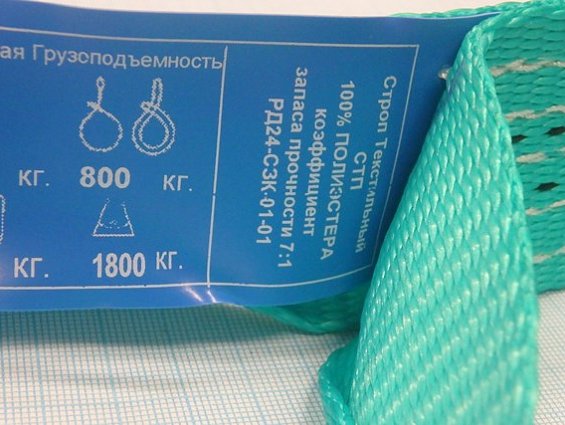 ая Грузоподъемность
кг. 800 кг.
кг. 1800 кг.
Строп Текстильный
СТП
100% ПОЛИЭСТЕРА
коэффициент
запаса прочности 7:1
РД24-СЗК-01-01